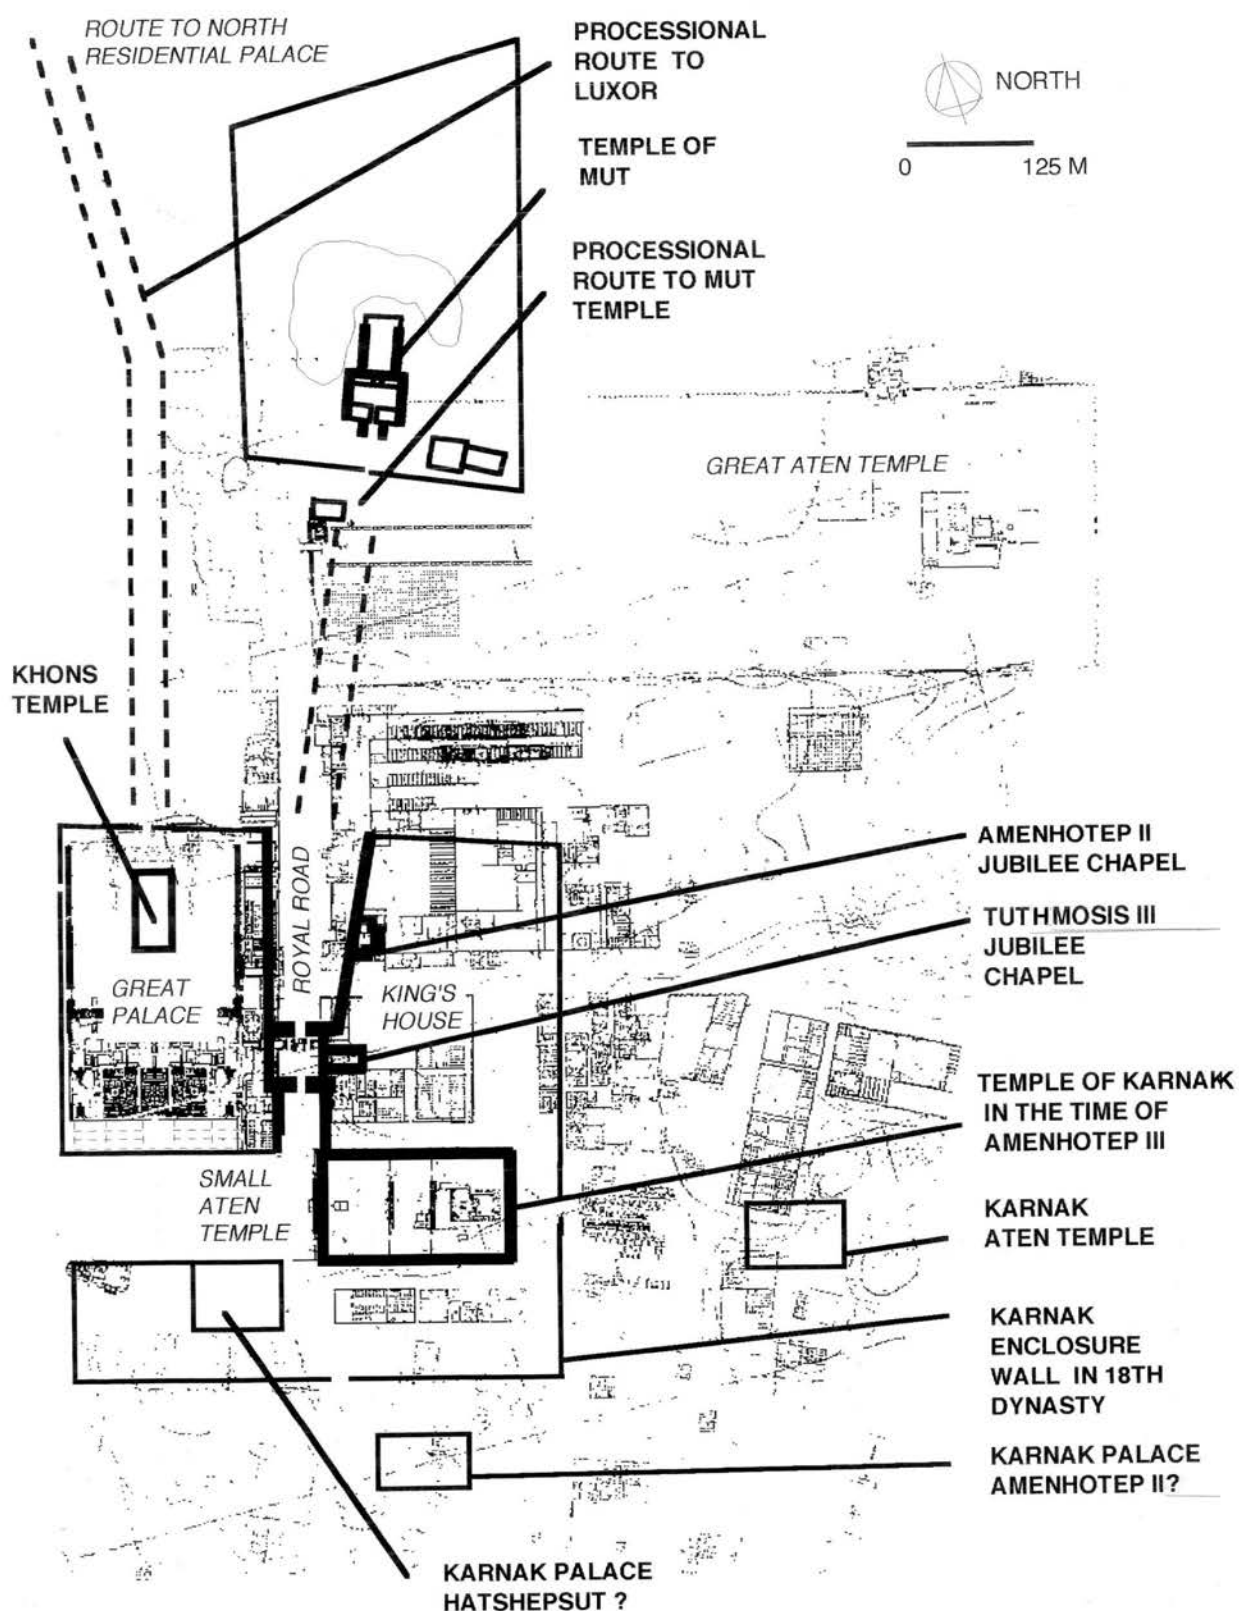 ROUTE TO NORTH
RESIDENTIAL PALACE
PROCESSIONAL
ROUTE TO
LUXOR
NORTH
0 125 M
TEMPLE OF
MUT
PROCESSIONAL
ROUTE TO MUT
TEMPLE
GREAT ATEN TEMPLE
KHONS
TEMPLE
ROYAL ROAD
AMENHOTEP II
JUBILEE CHAPEL
TUTHMOSIS III
JUBILEE
CHAPEL
GREAT
PALACE
KING'S
HOUSE
TEMPLE OF KARNAKK
IN THE TIME OF
AMENHOTEP III
SMALL
ATEN
TEMPLE
KARNAK
ATEN TEMPLE
KARNAK
ENCLOSURE
WALL IN 18TH
DYNASTY
KARNAK PALACE
AMENHOTEP II?
KARNAK PALACE
HATSHEPSUT ?